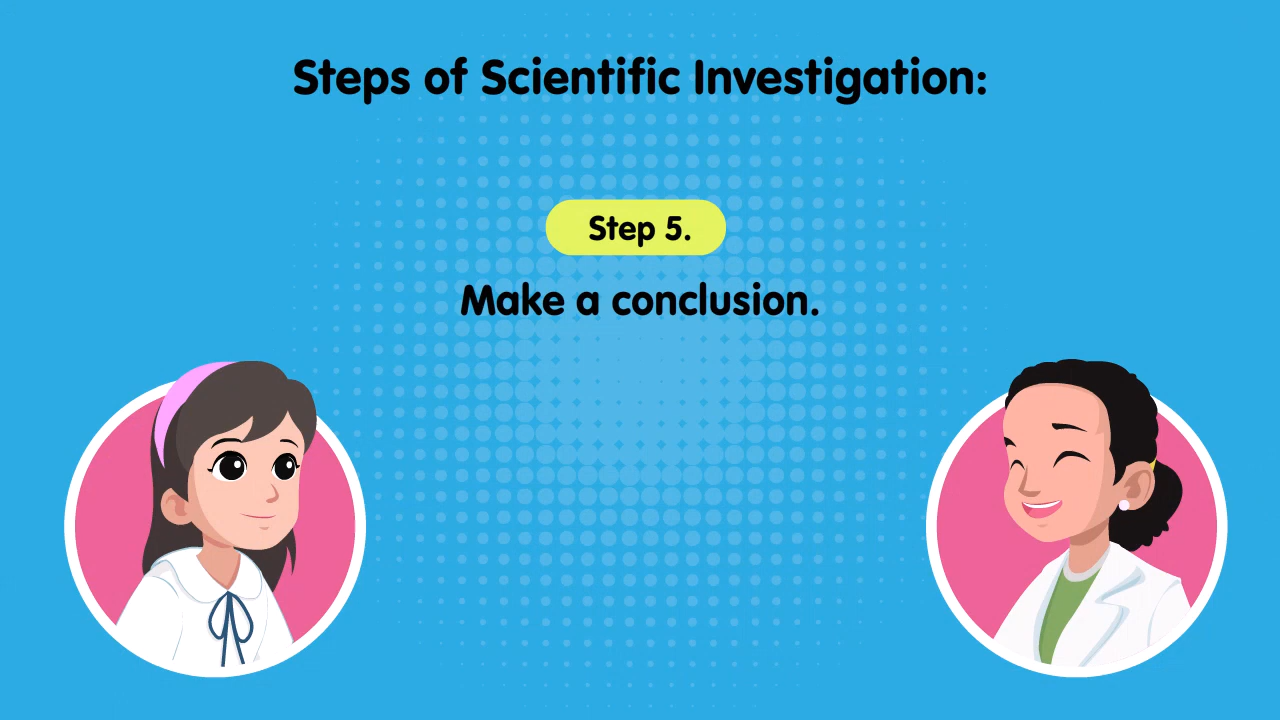 Steps of Scientific Investigation:
Step 5.
Make a conclusion.